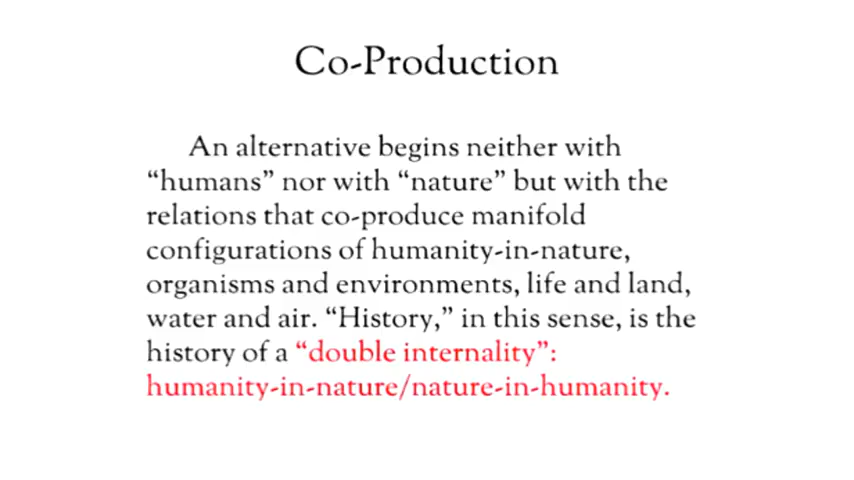 Co-Production
An alternative begins neither with
“humans” nor with “nature” but with the
relations that co-produce manifold
configurations of humanity-in-nature,
organisms and environments, life and land,
water and air. “History,” in this sense, is the
history of a “double internality”:
humanity-in-nature/nature-in-humanity.